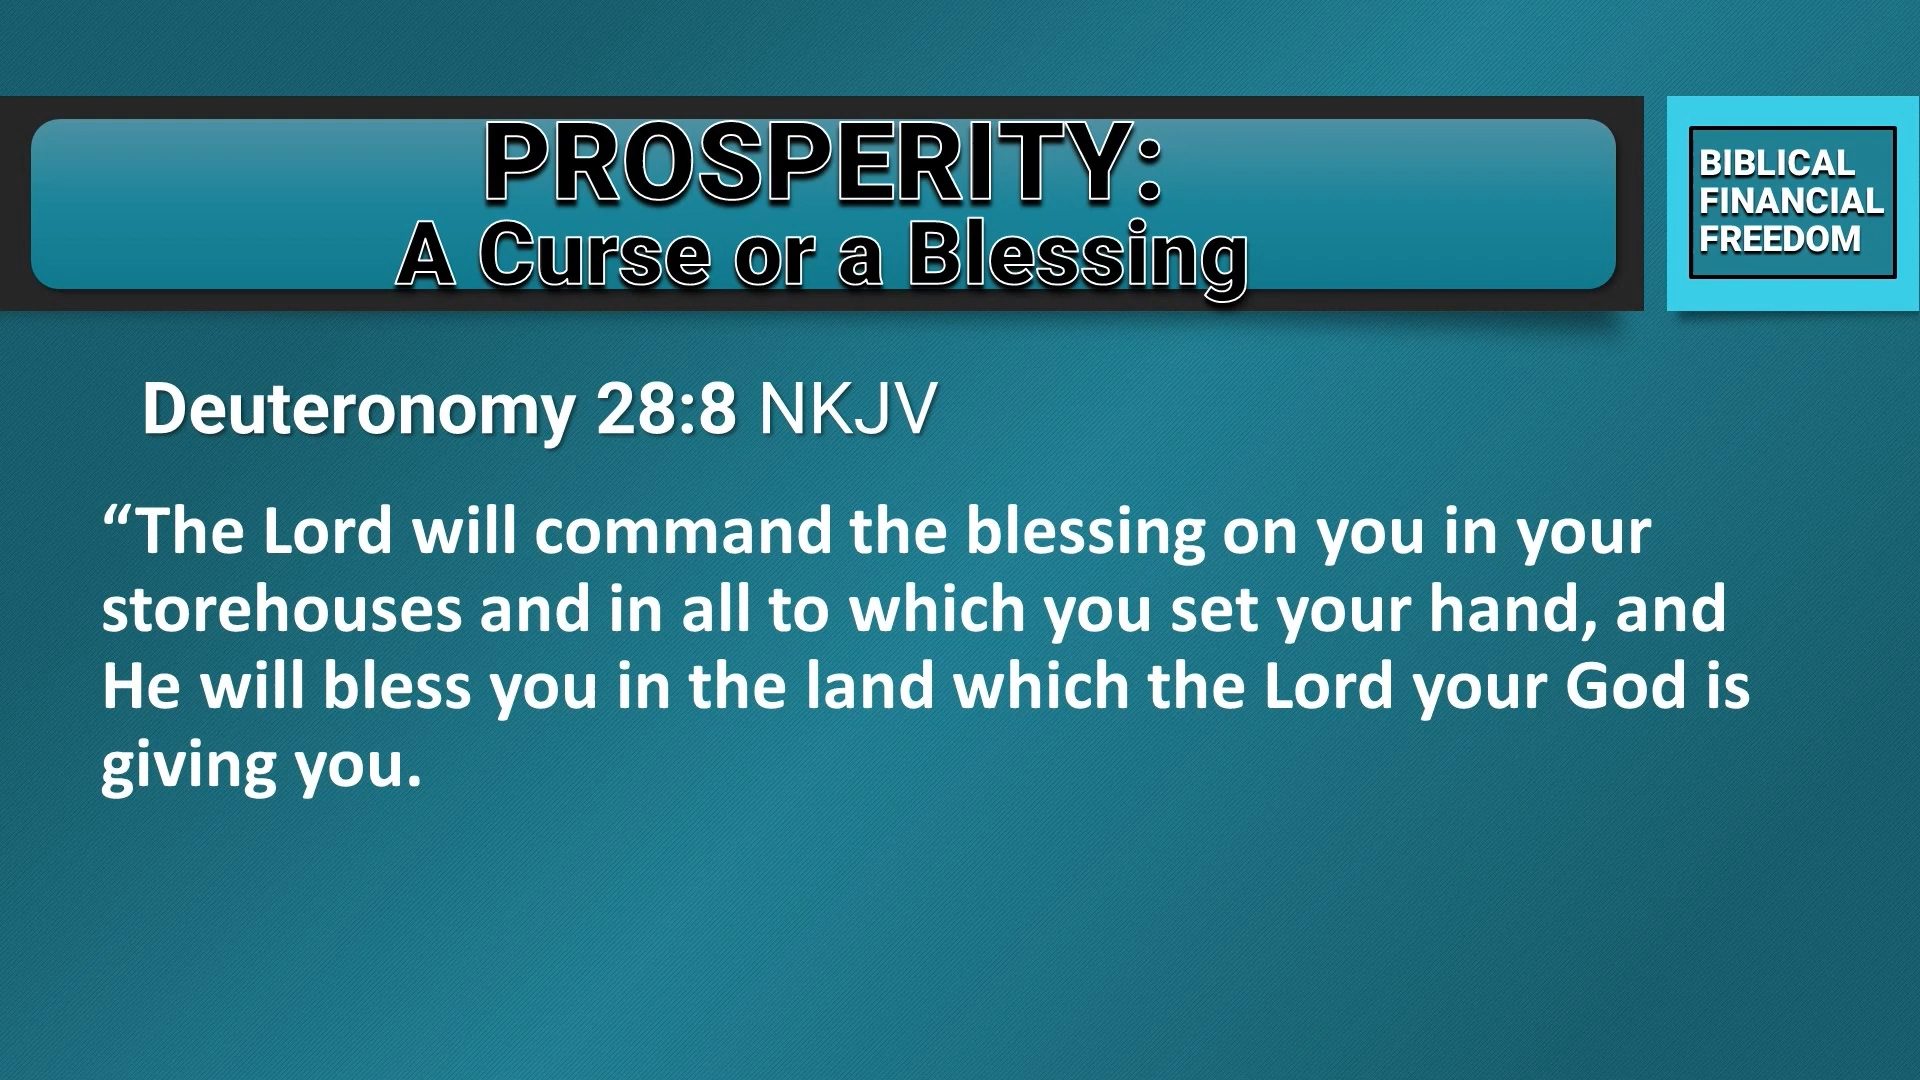 PROSPERITY:
A Curse or a Blessing
BIBLICAL
FINANCIAL
FREEDOM
Deuteronomy 28:8 NKJV
“The Lord will command the blessing on you in your
storehouses and in all to which you set your hand, and
He will bless you in the land which the Lord your God is
giving you.